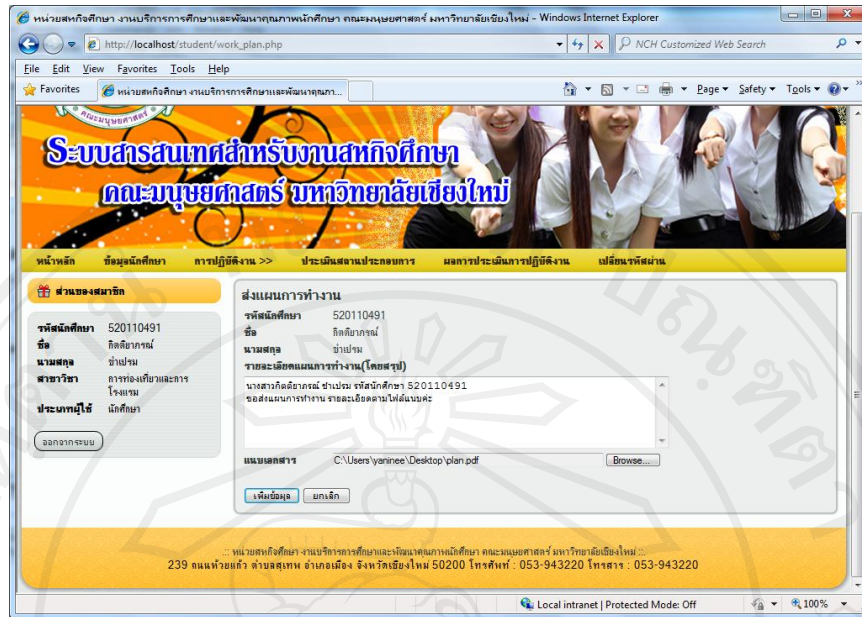 หน่วยสหกิจศึกษา งานบริการการศึกษาและพัฒนาคุณภาพนักศึกษา คณะมนุษยศาสตร์ มหาวิทยาลัยเชียงใหม่ - Windows Internet Explorer
http://localhost/student/work_plan.php
NCH Customized Web Search
File Edit View Favorites Tools Help
Favorites หน่วยสหกิจศึกษา งานบริการการศึกษาและพัฒนาคุณภา... Page Safety Tools
คณะมนุษยศาสตร์
ระบบสารสนเทศสำหรับงานสหกิจศึกษา
คณะมนุษยศาสตร์ มหาวิทยาลัยเชียงใหม่
หน้าหลัก ข้อมูลนักศึกษา การปฏิบัติงาน >> ประเมินสถานประกอบการ ผลการประเมินการปฏิบัติงาน เปลี่ยนรหัสผ่าน
ส่วนของสมาชิก
รหัสนักศึกษา 520110491
ชื่อ กิตติยาภรณ์
นามสกุล ชำเปรม
สาขาวิชา การท่องเที่ยวและการ
โรงแรม
ประเภทผู้ใช้ นักศึกษา
ออกจากระบบ
ส่งแผนการทำงาน
รหัสนักศึกษา 520110491
ชื่อ กิตติยาภรณ์
นามสกุล ชำเปรม
รายละเอียดแผนการทำงาน(โดยสรุป)
นางสาวกิตติยาภรณ์ ชำเปรม รหัสนักศึกษา 520110491
ขอส่งแผนการทำงาน รายละเอียดตามไฟล์แนบค่ะ
แนบเอกสาร C:\Users\yaninee\Desktop\plan.pdf Browse...
เพิ่มข้อมูล ยกเลิก
.:: หน่วยสหกิจศึกษา งานบริการการศึกษาและพัฒนาคุณภาพนักศึกษา คณะมนุษยศาสตร์ มหาวิทยาลัยเชียงใหม่ ::.
239 ถนนห้วยแก้ว ตำบลสุเทพ อำเภอเมือง จังหวัดเชียงใหม่ 50200 โทรศัพท์ : 053-943220 โทรสาร : 053-943220
Local intranet | Protected Mode: Off 100%